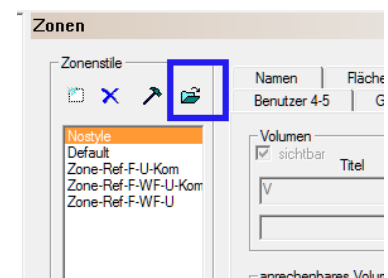 Zonen
Zonenstile
Namen
Fläche
Benutzer 4-5
Nostyle
Default
Zone-Ref-F-U-Kom
Zone-Ref-F-WF-U-Kom
Zone-Ref-F-WF-U
Volumen
sichtbar
Titel
V